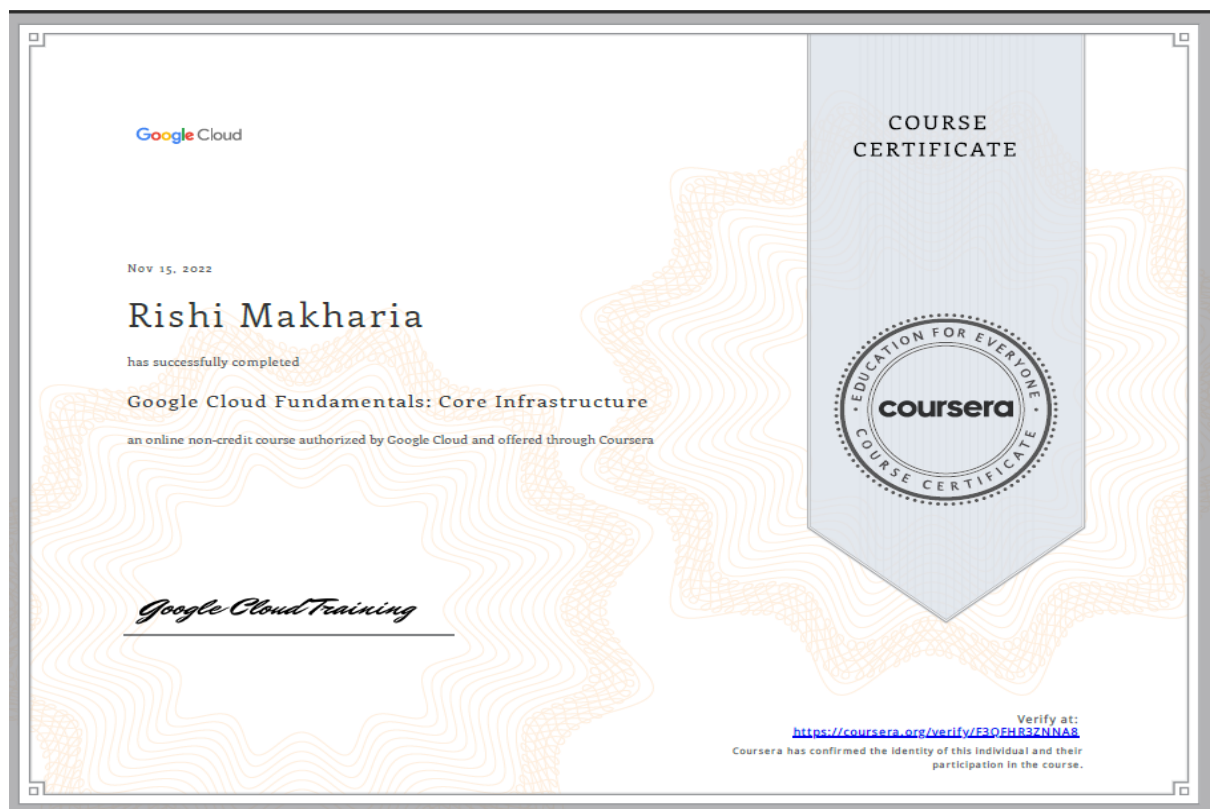 Google Cloud
COURSE
CERTIFICATE
Nov 15, 2022
Rishi Makharia
has successfully completed
Google Cloud Fundamentals: Core Infrastructure
an online non-credit course authorized by Google Cloud and offered through Coursera
EDUCATION FOR EVERYONE
coursera
COURSE CERTIFICATE
Google Cloud Training
Verify at:
https://coursera.org/verify/F3QFHR3ZNNA8
Coursera has confirmed the identity of this individual and their
participation in the course.